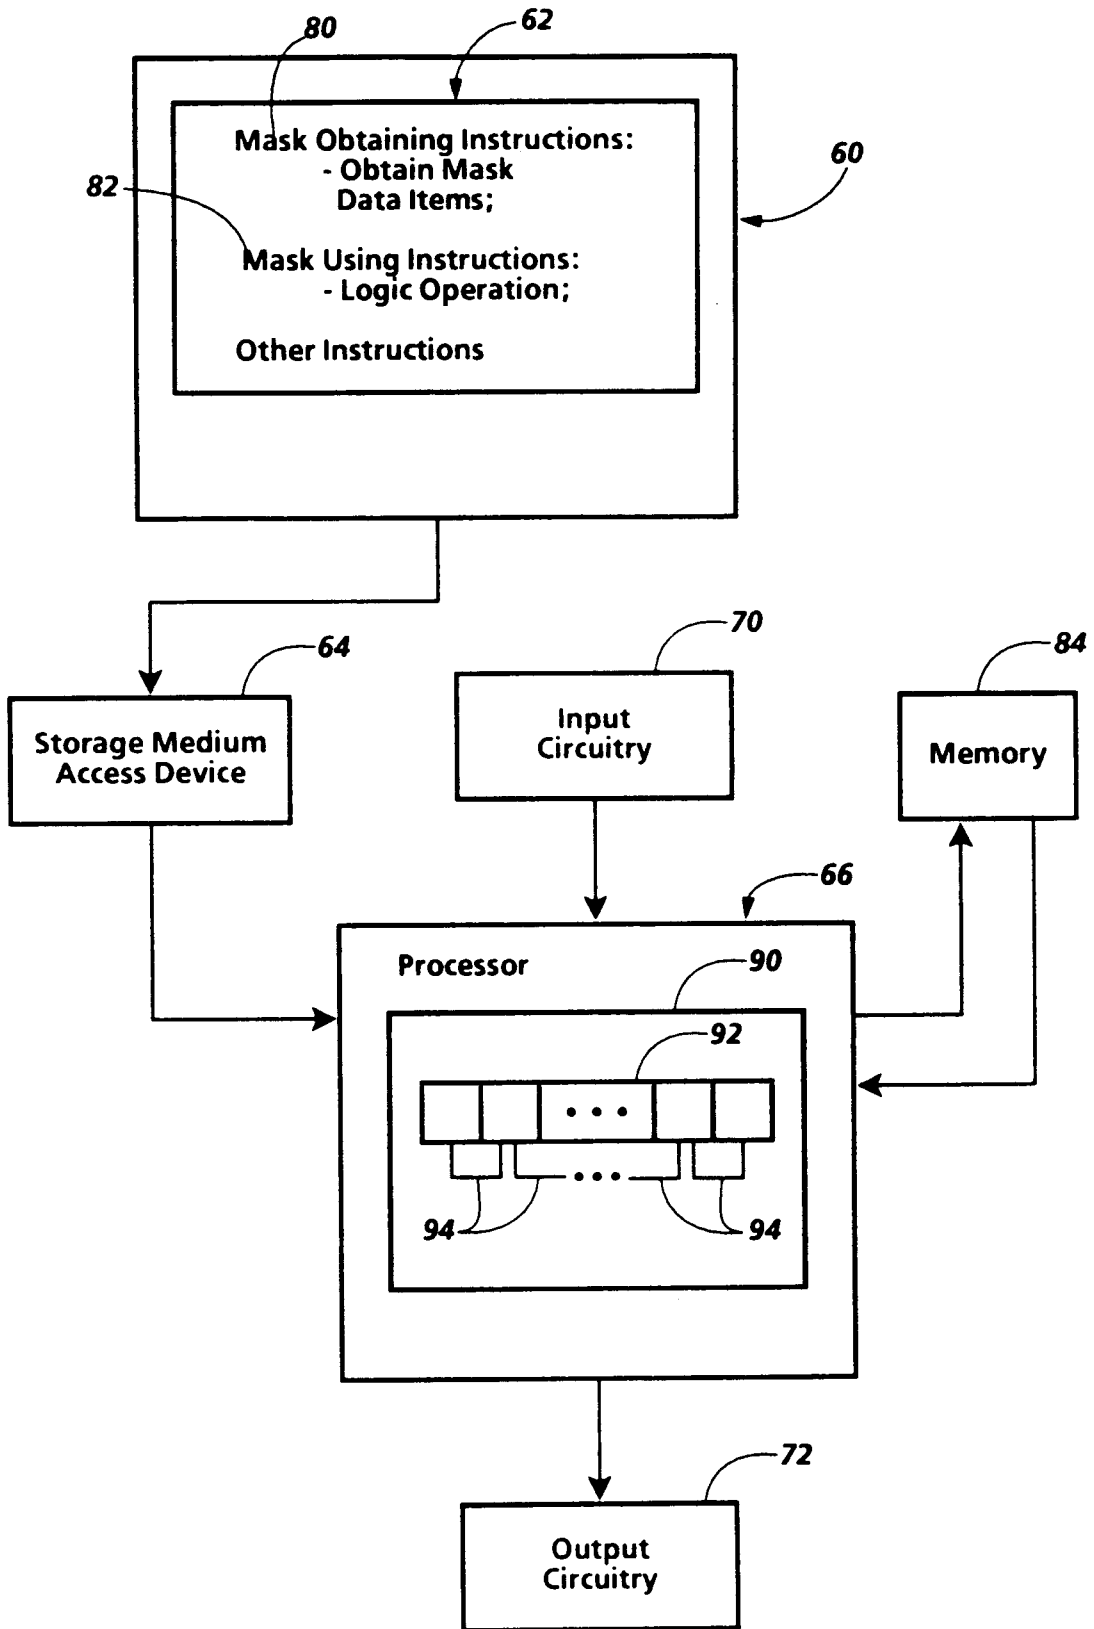 80
62
Mask Obtaining Instructions:
- Obtain Mask
Data Items;
60
82
Mask Using Instructions:
- Logic Operation;
Other Instructions
64
70
84
Storage Medium
Access Device
Input
Circuitry
Memory
66
Processor
90
92
• • •
• • •
94
94
72
Output
Circuitry